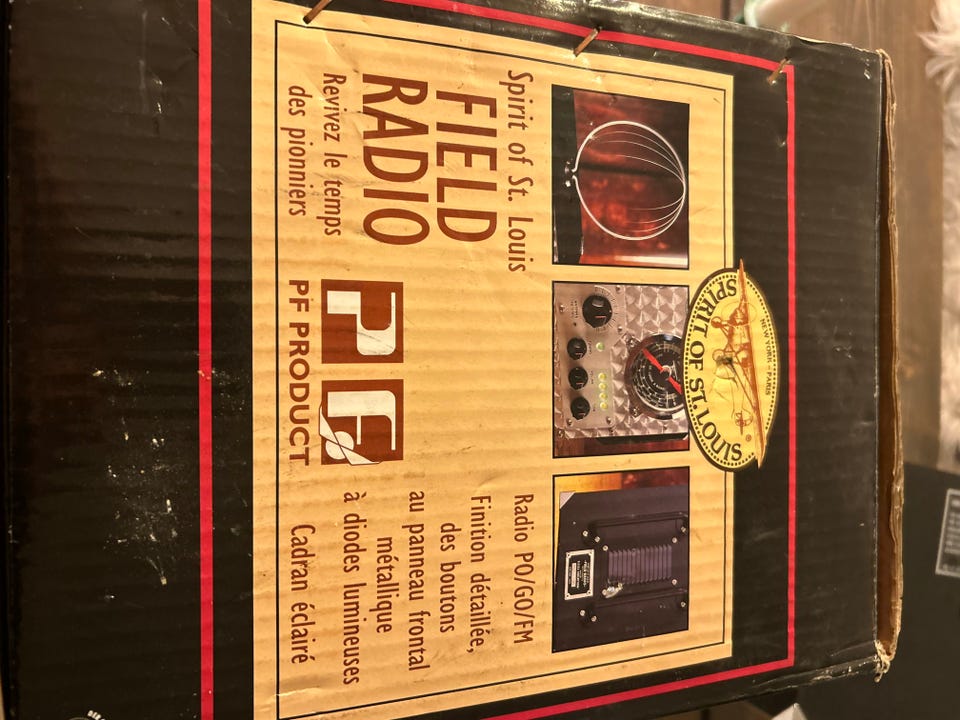 NEW YORK - PARIS
SPIRIT OF ST. LOUIS
®
Spirit of St. Louis
FIELD
RADIO
Revivez le temps
des pionniers
PF
PF PRODUCT
Radio PO/GO/FM
Finition détaillée,
des boutons
au panneau frontal
métallique
à diodes lumineuses
Cadran éclairé